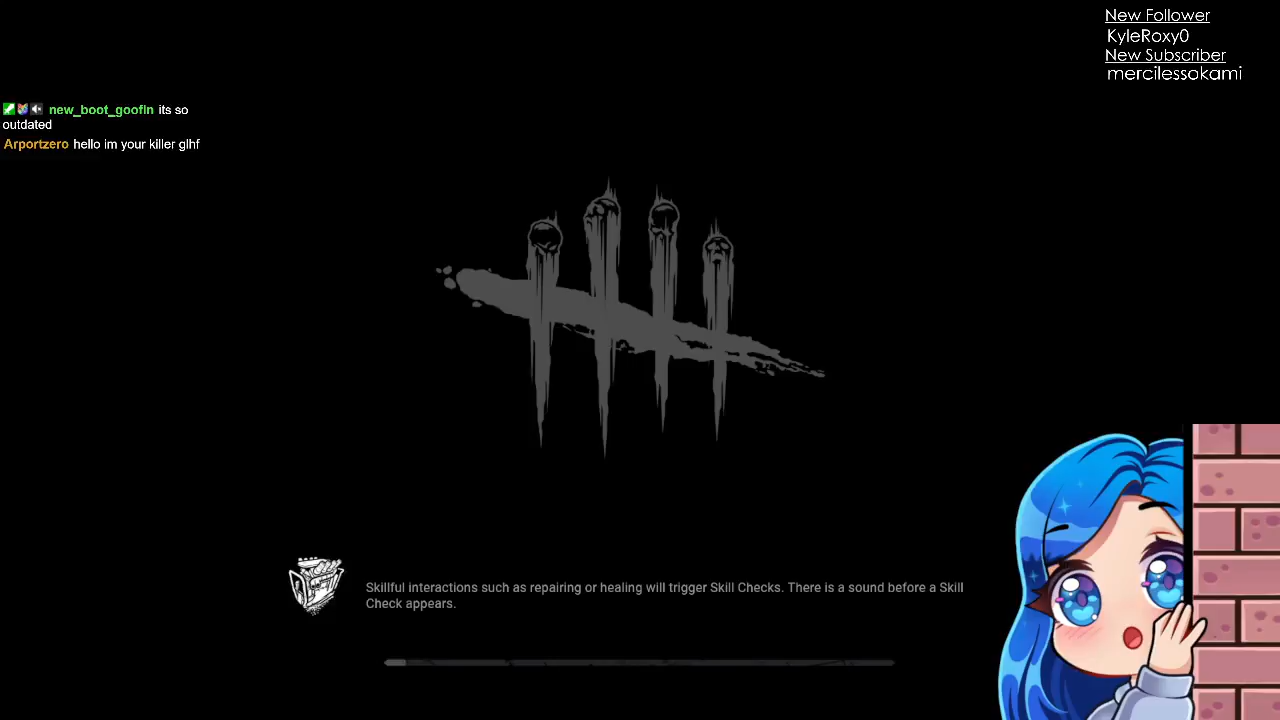 New Follower
KyleRoxy0
New Subscriber
mercilessokami
new_boot_goofln its so
outdated
Arportzero hello im your killer glhf
Skillful interactions such as repairing or healing will trigger Skill Checks. There is a sound before a Skill
Check appears.